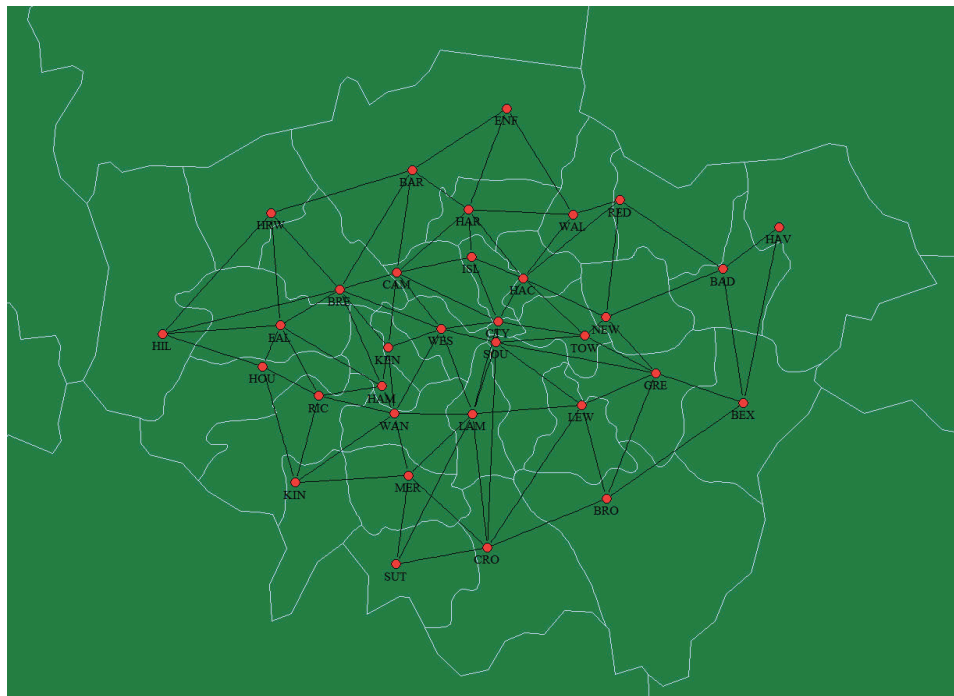 ENF
BAR
HAR
WAL
RED
HRW
HAV
ISL
CAM
HAC
BAD
BRE
HIL
EAL
CTY
NEW
KEN
WES
SOU
TOW
HOU
HAM
GRE
RIC
WAN
LAM
LEW
BEX
KIN
MER
BRO
CRO
SUT